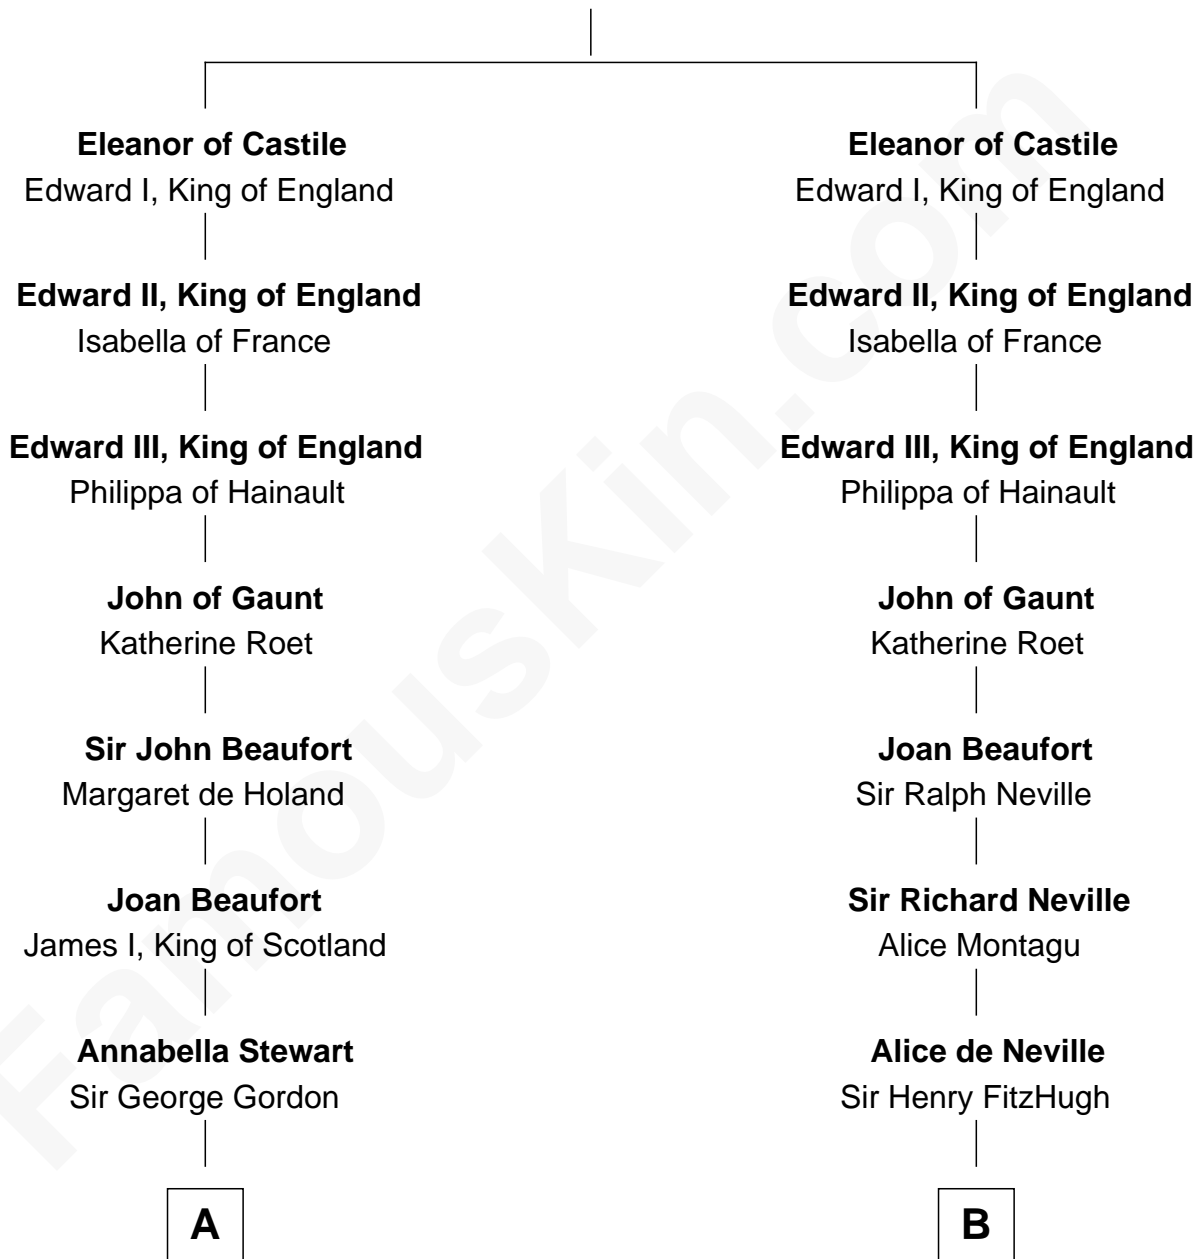 Eleanor of Castile
Edward I, King of England
Edward II, King of England
Isabella of France
Edward III, King of England
Philippa of Hainault
John of Gaunt
Katherine Roet
Sir John Beaufort
Margaret de Holand
Joan Beaufort
James I, King of Scotland
Annabella Stewart
Sir George Gordon
A
Eleanor of Castile
Edward I, King of England
Edward II, King of England
Isabella of France
Edward III, King of England
Philippa of Hainault
John of Gaunt
Katherine Roet
Joan Beaufort
Sir Ralph Neville
Sir Richard Neville
Alice Montagu
Alice de Neville
Sir Henry FitzHugh
B
FamousKin.com